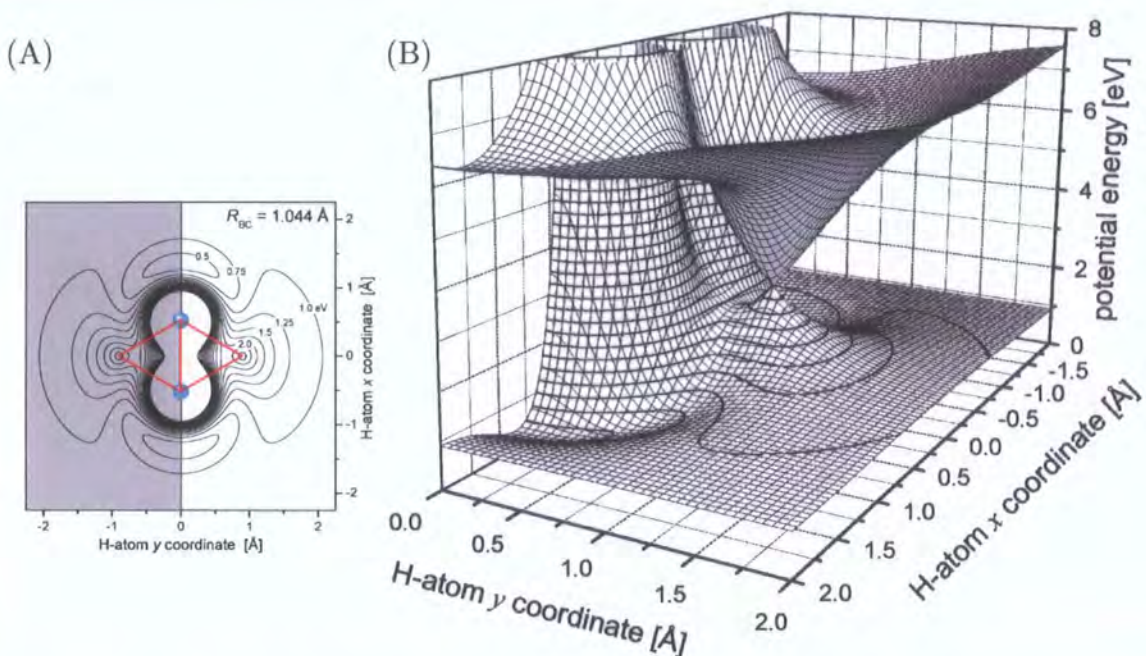 (A)
R_BC = 1.044 Å
0.5
0.75
1.0 eV
1.25
1.5
2.0
2
1
0
-1
-2
H-atom x coordinate [Å]
-2 -1 0 1 2
H-atom y coordinate [Å]
(B)
8
6
4
2
0
potential energy [eV]
-1.5
-1.0
-0.5
0.0
0.5
1.0
1.5
2.0
H-atom x coordinate [Å]
0.0
0.5
1.0
1.5
2.0
H-atom y coordinate [Å]